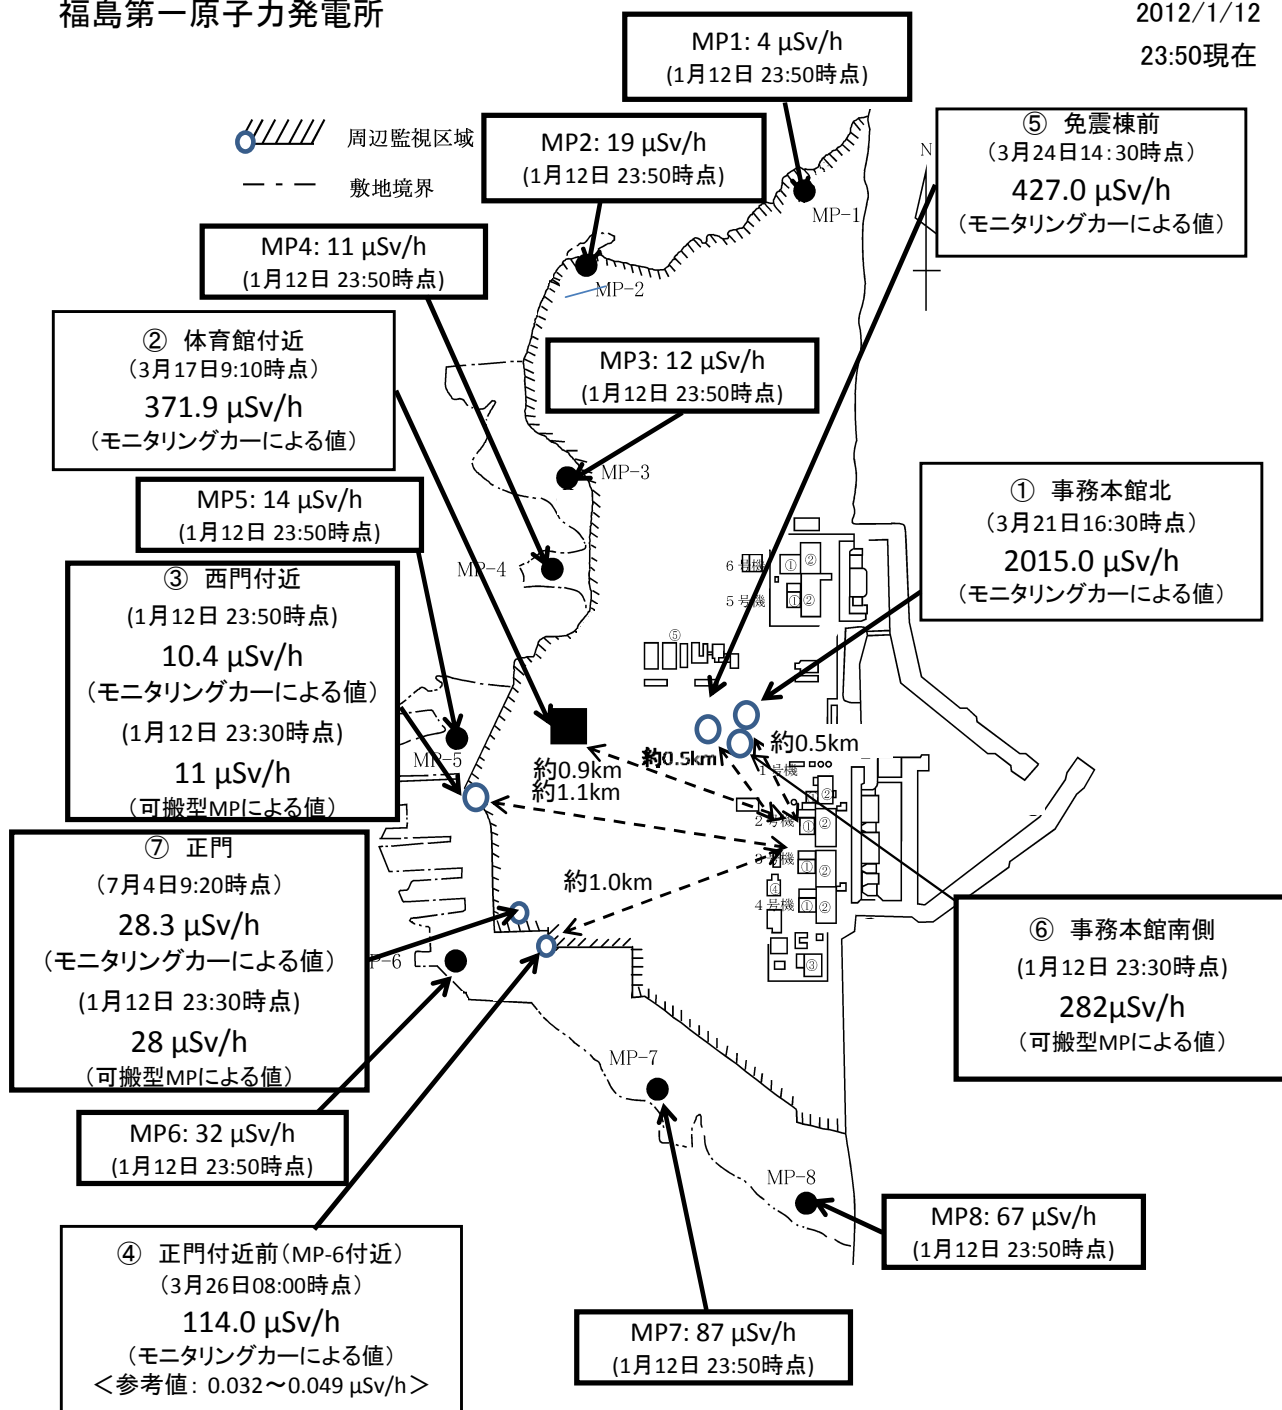 福島第一原子力発電所
2012/1/12
23:50現在
MP1: 4 μSv/h
(1月12日 23:50時点)
周辺監視区域
敷地境界
MP2: 19 μSv/h
(1月12日 23:50時点)
⑤ 免震棟前
(3月24日14:30時点)
427.0 μSv/h
(モニタリングカーによる値)
N
MP-1
MP4: 11 μSv/h
(1月12日 23:50時点)
MP-2
② 体育館付近
(3月17日9:10時点)
371.9 μSv/h
(モニタリングカーによる値)
MP3: 12 μSv/h
(1月12日 23:50時点)
MP-3
MP5: 14 μSv/h
(1月12日 23:50時点)
① 事務本館北
(3月21日16:30時点)
2015.0 μSv/h
(モニタリングカーによる値)
MP-4
③ 西門付近
(1月12日 23:50時点)
10.4 μSv/h
(モニタリングカーによる値)
(1月12日 23:30時点)
11 μSv/h
(可搬型MPによる値)
6号機
① ②
5号機
① ②
⑤
MP-5
約0.9km
約1.1km
約0.5km
約0.5km
1号機
②
2号機
① ②
3号機
① ②
④
4号機
① ②
③
約1.0km
⑦ 正門
(7月4日9:20時点)
28.3 μSv/h
(モニタリングカーによる値)
(1月12日 23:30時点)
28 μSv/h
(可搬型MPによる値)
P-6
⑥ 事務本館南側
(1月12日 23:30時点)
282μSv/h
(可搬型MPによる値)
MP-7
MP6: 32 μSv/h
(1月12日 23:50時点)
MP-8
MP8: 67 μSv/h
(1月12日 23:50時点)
④ 正門付近前(MP-6付近)
(3月26日08:00時点)
114.0 μSv/h
(モニタリングカーによる値)
<参考値: 0.032～0.049 μSv/h>
MP7: 87 μSv/h
(1月12日 23:50時点)